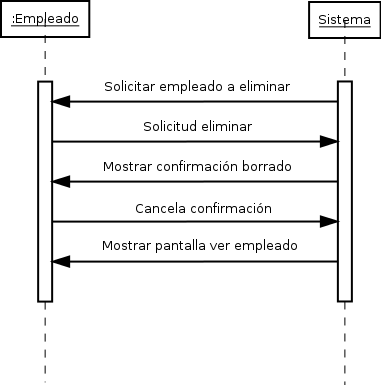 :Empleado
Sistema
Solicitar empleado a eliminar
Solicitud eliminar
Mostrar confirmación borrado
Cancela confirmación
Mostrar pantalla ver empleado